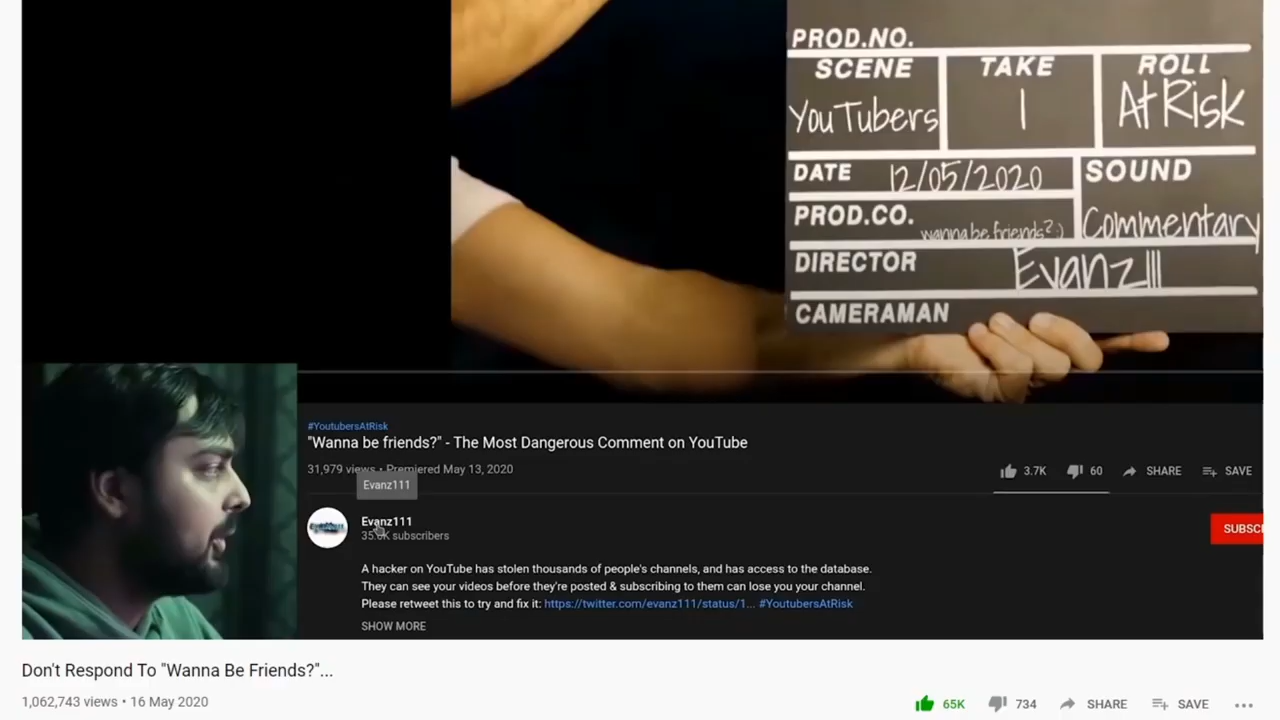 PROD.NO.
SCENE
TAKE
ROLL
YouTubers
1
At Risk
DATE
12/05/2020
SOUND
PROD.CO.
wanna be friends? :)
Commentary
DIRECTOR
Evanz111
CAMERAMAN
#YoutubersAtRisk
"Wanna be friends?" - The Most Dangerous Comment on YouTube
31,979 views • Premiered May 13, 2020
3.7K
60
SHARE
SAVE
Evanz111
Evanz111
35.6K subscribers
SUBSC
A hacker on YouTube has stolen thousands of people's channels, and has access to the database.
They can see your videos before they're posted & subscribing to them can lose you your channel.
Please retweet this to try and fix it: https://twitter.com/evanz111/status/1... #YoutubersAtRisk
SHOW MORE
Don't Respond To "Wanna Be Friends?"...
1,062,743 views • 16 May 2020
65K
734
SHARE
SAVE